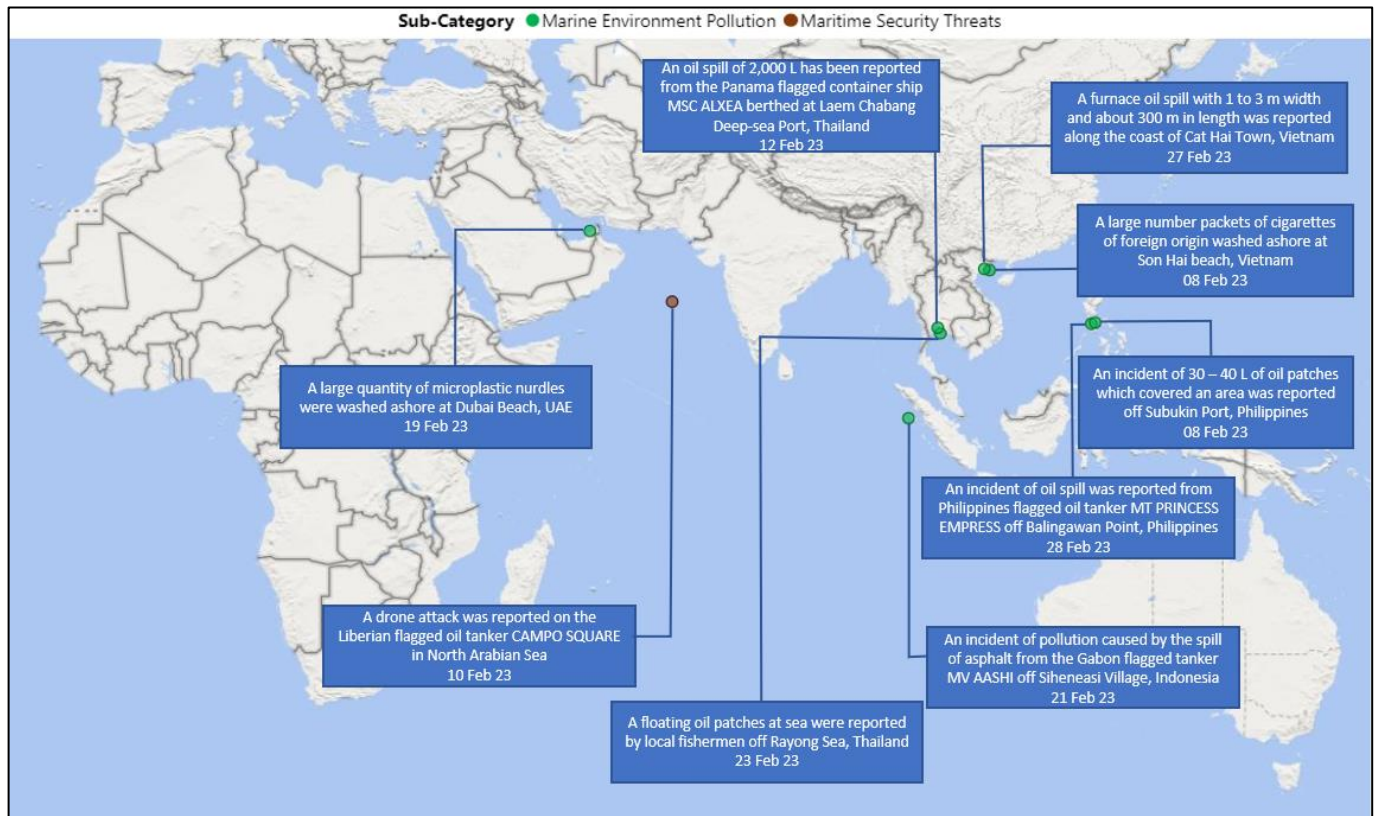 Sub-Category Marine Environment Pollution Maritime Security Threats
An oil spill of 2,000 L has been reported
from the Panama flagged container ship
MSC ALXEA berthed at Laem Chabang
Deep-sea Port, Thailand
12 Feb 23
A furnace oil spill with 1 to 3 m width
and about 300 m in length was reported
along the coast of Cat Hai Town, Vietnam
27 Feb 23
A large number packets of cigarettes
of foreign origin washed ashore at
Son Hai beach, Vietnam
08 Feb 23
A large quantity of microplastic nurdles
were washed ashore at Dubai Beach, UAE
19 Feb 23
An incident of 30 – 40 L of oil patches
which covered an area was reported
off Subukin Port, Philippines
08 Feb 23
An incident of oil spill was reported from
Philippines flagged oil tanker MT PRINCESS
EMPRESS off Balingawan Point, Philippines
28 Feb 23
A drone attack was reported on the
Liberian flagged oil tanker CAMPO SQUARE
in North Arabian Sea
10 Feb 23
An incident of pollution caused by the spill
of asphalt from the Gabon flagged tanker
MV AASHI off Siheneasi Village, Indonesia
21 Feb 23
A floating oil patches at sea were reported
by local fishermen off Rayong Sea, Thailand
23 Feb 23